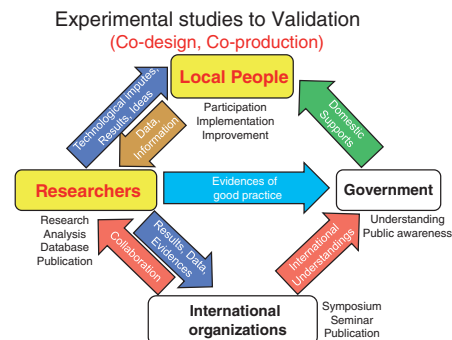 Experimental studies to Validation
(Co-design, Co-production)
Local People
Participation
Implementation
Improvement
Technological imputes,
Results, Ideas
Data,
Information
Domestic
Supports
Researchers
Evidences of
good practice
Government
Research
Analysis
Database
Publication
Understanding
Public awareness
Collaboration
Results, Data,
Evidences
International
Understandings
International
organizations
Symposium
Seminar
Publication